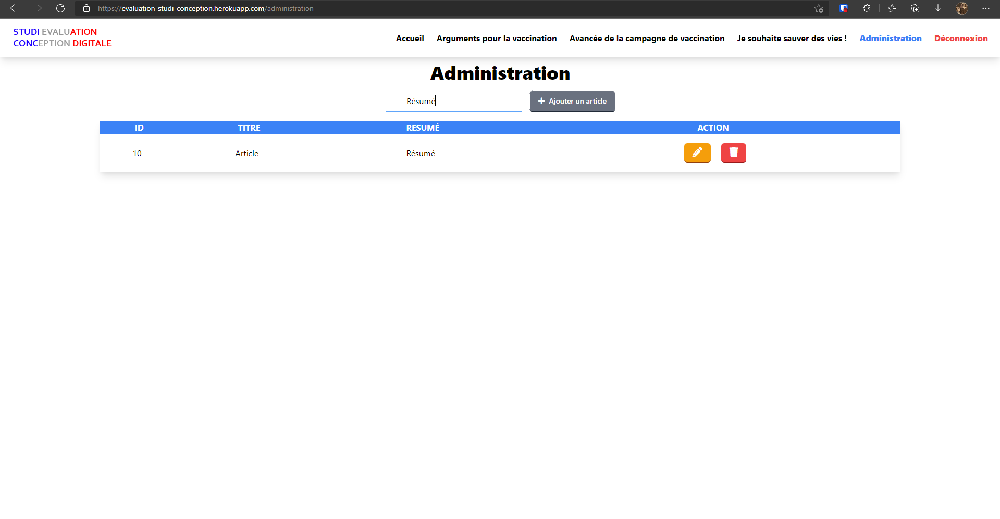 https://evaluation-studi-conception.herokuapp.com/administration
STUDI EVALUATION
CONCEPTION DIGITALE
Accueil Arguments pour la vaccination Avancée de la campagne de vaccination Je souhaite sauver des vies ! Administration Déconnexion
Administration
Résumé
Ajouter un article
ID TITRE RESUMÉ ACTION
10 Article Résumé